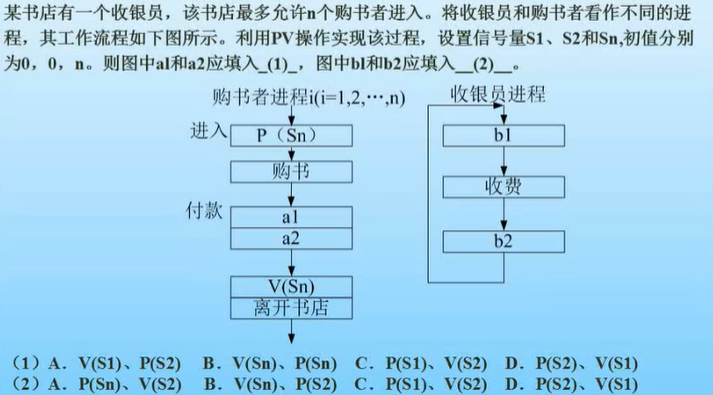 某书店有一个收银员，该书店最多允许n个购书者进入。将收银员和购书者看作不同的进
程，其工作流程如下图所示。利用PV操作实现该过程，设置信号量S1、S2和Sn,初值分别
为0，0，n。则图中a1和a2应填入_(1)_，图中b1和b2应填入__(2)__。
购书者进程i(i=1,2,…,n)
收银员进程
进入
P（Sn）
b1
购书
收费
付款
a1
a2
b2
V(Sn)
离开书店
（1）A．V(S1)、P(S2) B．V(Sn)、P(Sn) C．P(S1)、V(S2) D．P(S2)、V(S1)
（2）A．P(Sn)、V(S2) B．V(Sn)、P(S2) C．P(S1)、V(S2) D．P(S2)、V(S1)